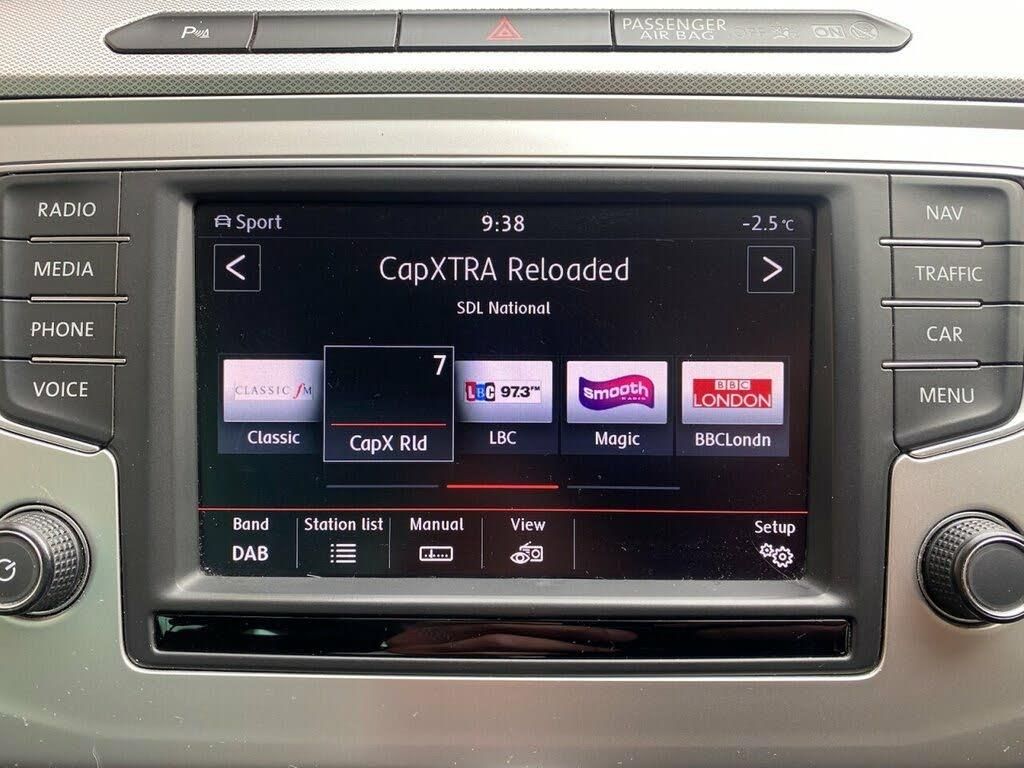 P
PASSENGER
AIR BAG OFF ON
RADIO
MEDIA
PHONE
VOICE
Sport
9:38
-2.5 °C
<
CapXTRA Reloaded
>
SDL National
CLASSIC fM
Classic
7
CapX Rld
LBC 97.3™
LBC
smooth
RADIO
Magic
BBC
LONDON
BBCLondn
Band
DAB
Station list
Manual
View
Setup
NAV
TRAFFIC
CAR
MENU